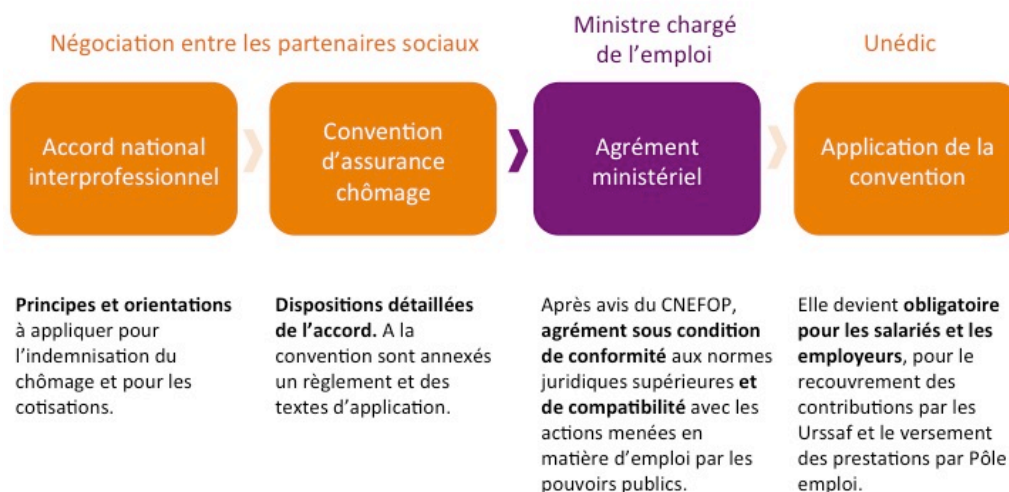 Négociation entre les partenaires sociaux
Ministre chargé
de l'emploi
Unédic
Accord national
interprofessionnel
Convention
d'assurance
chômage
Agrément
ministériel
Application de la
convention
Principes et orientations
à appliquer pour
l'indemnisation du
chômage et pour les
cotisations.
Dispositions détaillées
de l'accord. A la
convention sont annexés
un règlement et des
textes d'application.
Après avis du CNEFOP,
agrément sous condition
de conformité aux normes
juridiques supérieures et
de compatibilité avec les
actions menées en
matière d'emploi par les
pouvoirs publics.
Elle devient obligatoire
pour les salariés et les
employeurs, pour le
recouvrement des
contributions par les
Urssaf et le versement
des prestations par Pôle
emploi.